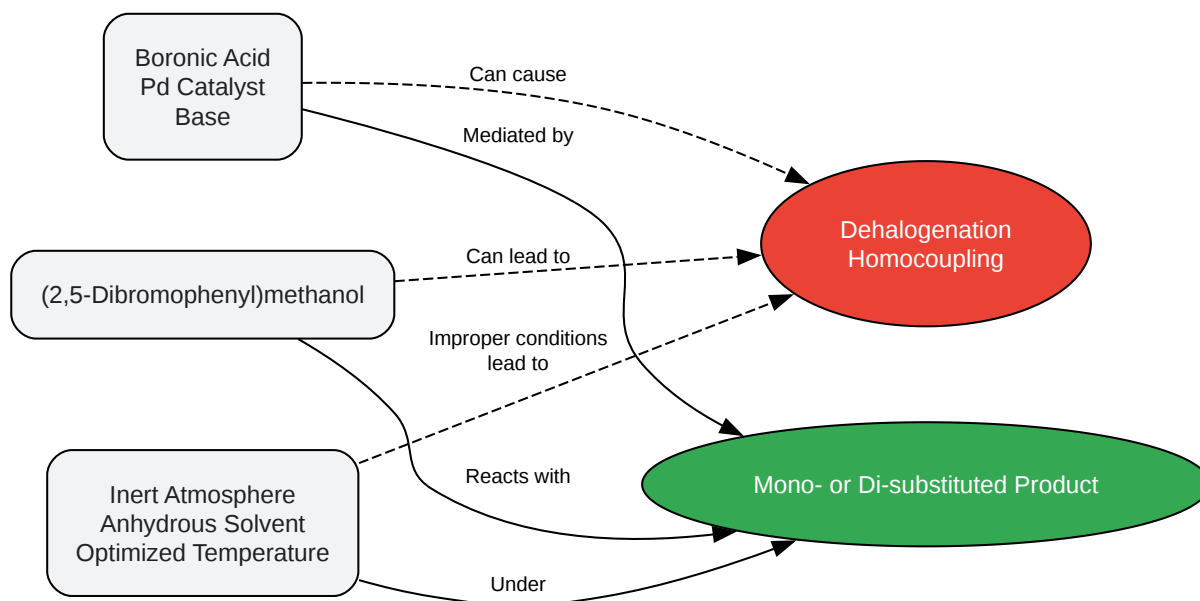 Boronic Acid
Pd Catalyst
Base
Can cause
Mediated by
Dehalogenation
Homocoupling
(2,5-Dibromophenyl)methanol
Can lead to
Improper conditions
lead to
Inert Atmosphere
Anhydrous Solvent
Optimized Temperature
Reacts with
Mono- or Di-substituted Product
Under